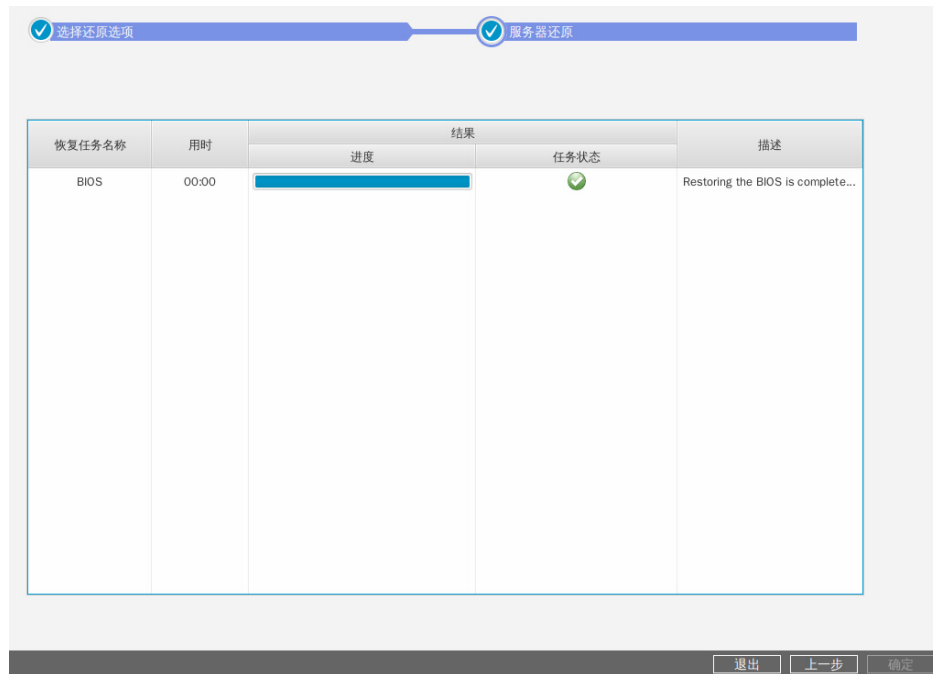 选择还原选项
服务器还原
恢复任务名称
用时
结果
进度
任务状态
描述
BIOS
00:00
Restoring the BIOS is complete...
退出
上一步
确定